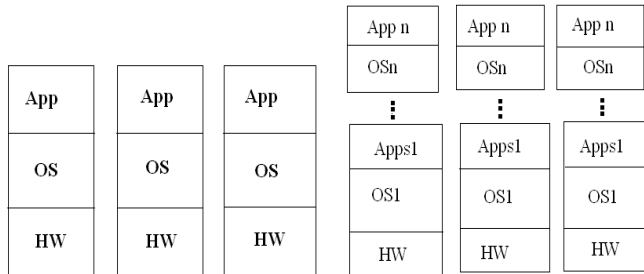 App App App
OS OS OS
HW HW HW
App n App n App n
OSn OSn OSn
Apps1 Apps1 Apps1
OS1 OS1 OS1
HW HW HW